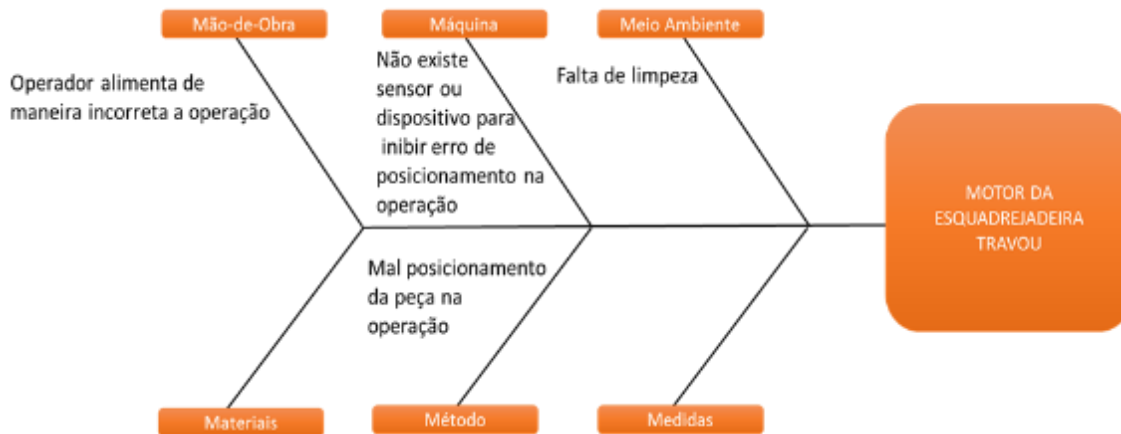 Mão-de-Obra
Máquina
Meio Ambiente
Operador alimenta de
maneira incorreta a operação
Não existe
sensor ou
dispositivo para
inibir erro de
posicionamento na
operação
Falta de limpeza
MOTOR DA
ESQUADREJADEIRA
TRAVOU
Mal posicionamento
da peça na
operação
Materiais
Método
Medidas